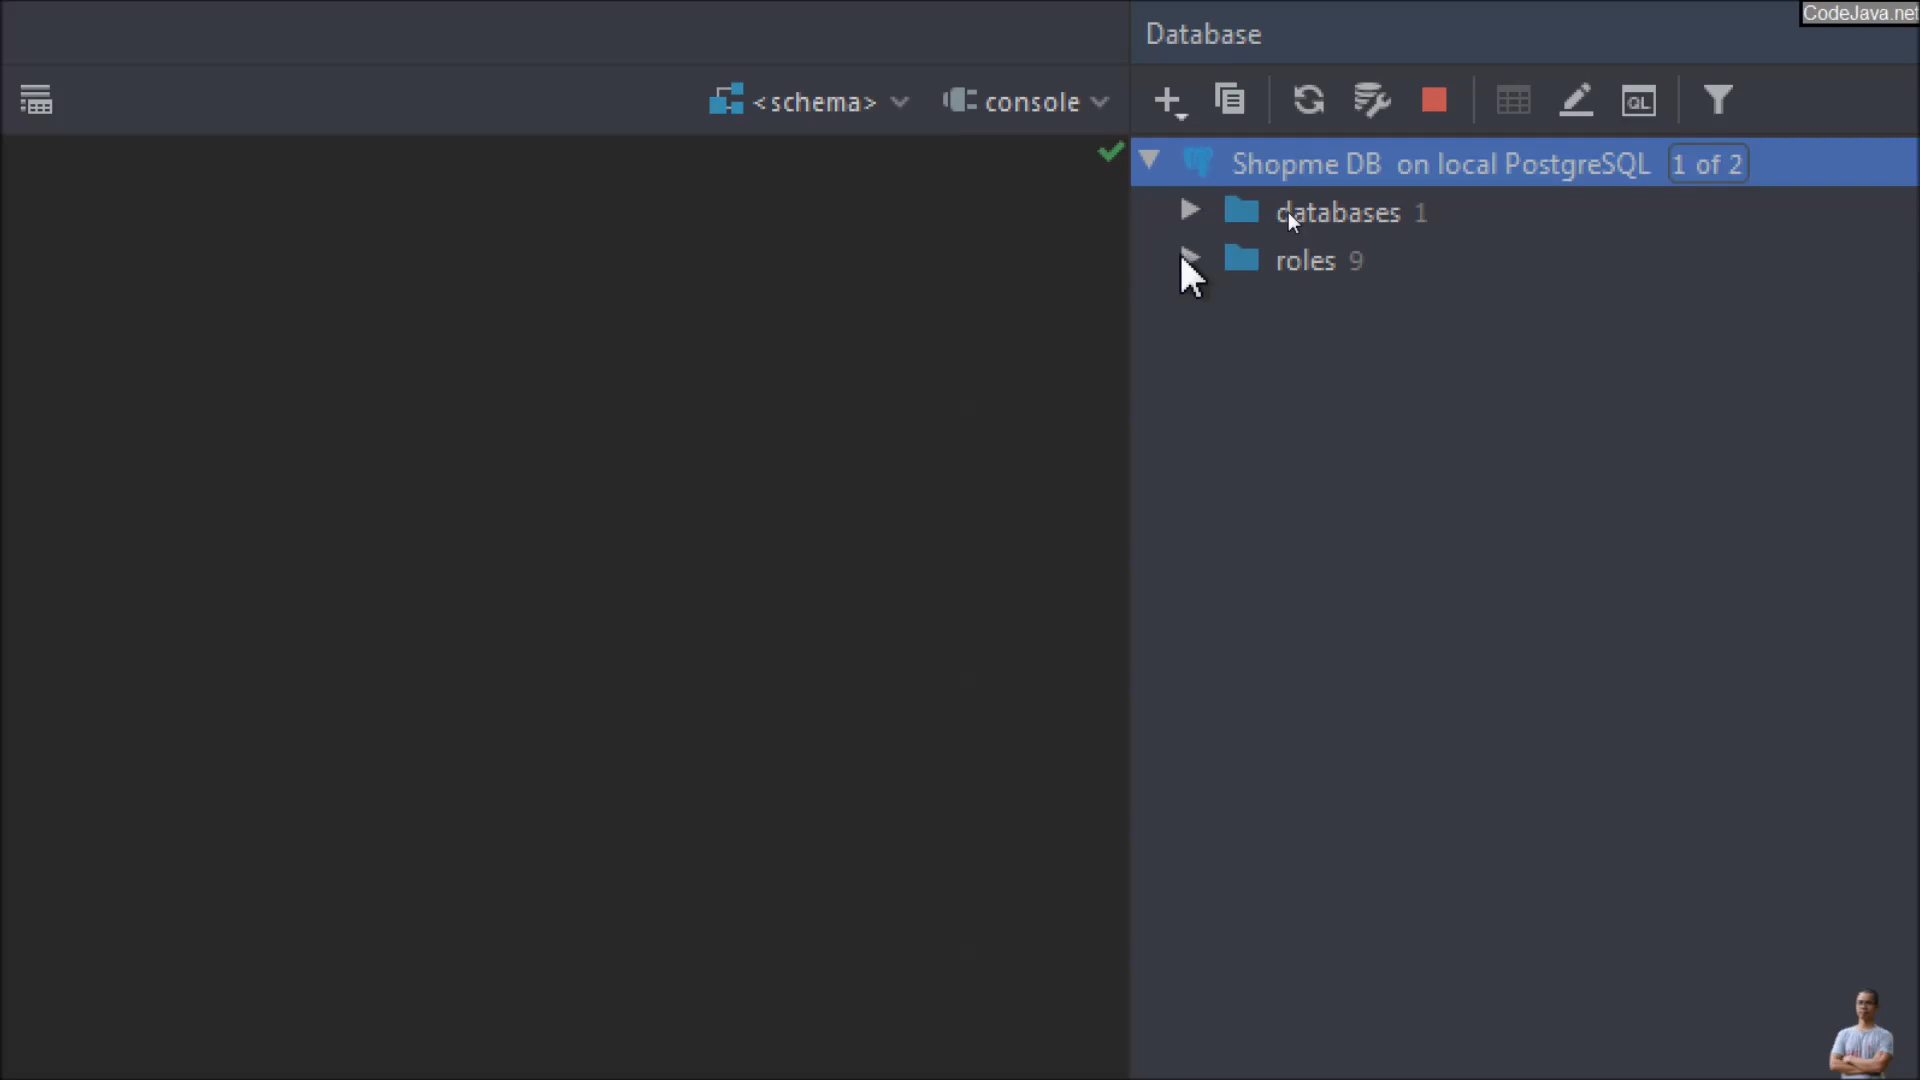 CodeJava.net
Database
<schema>
console
QL
Shopme DB on local PostgreSQL 1 of 2
databases 1
roles 9